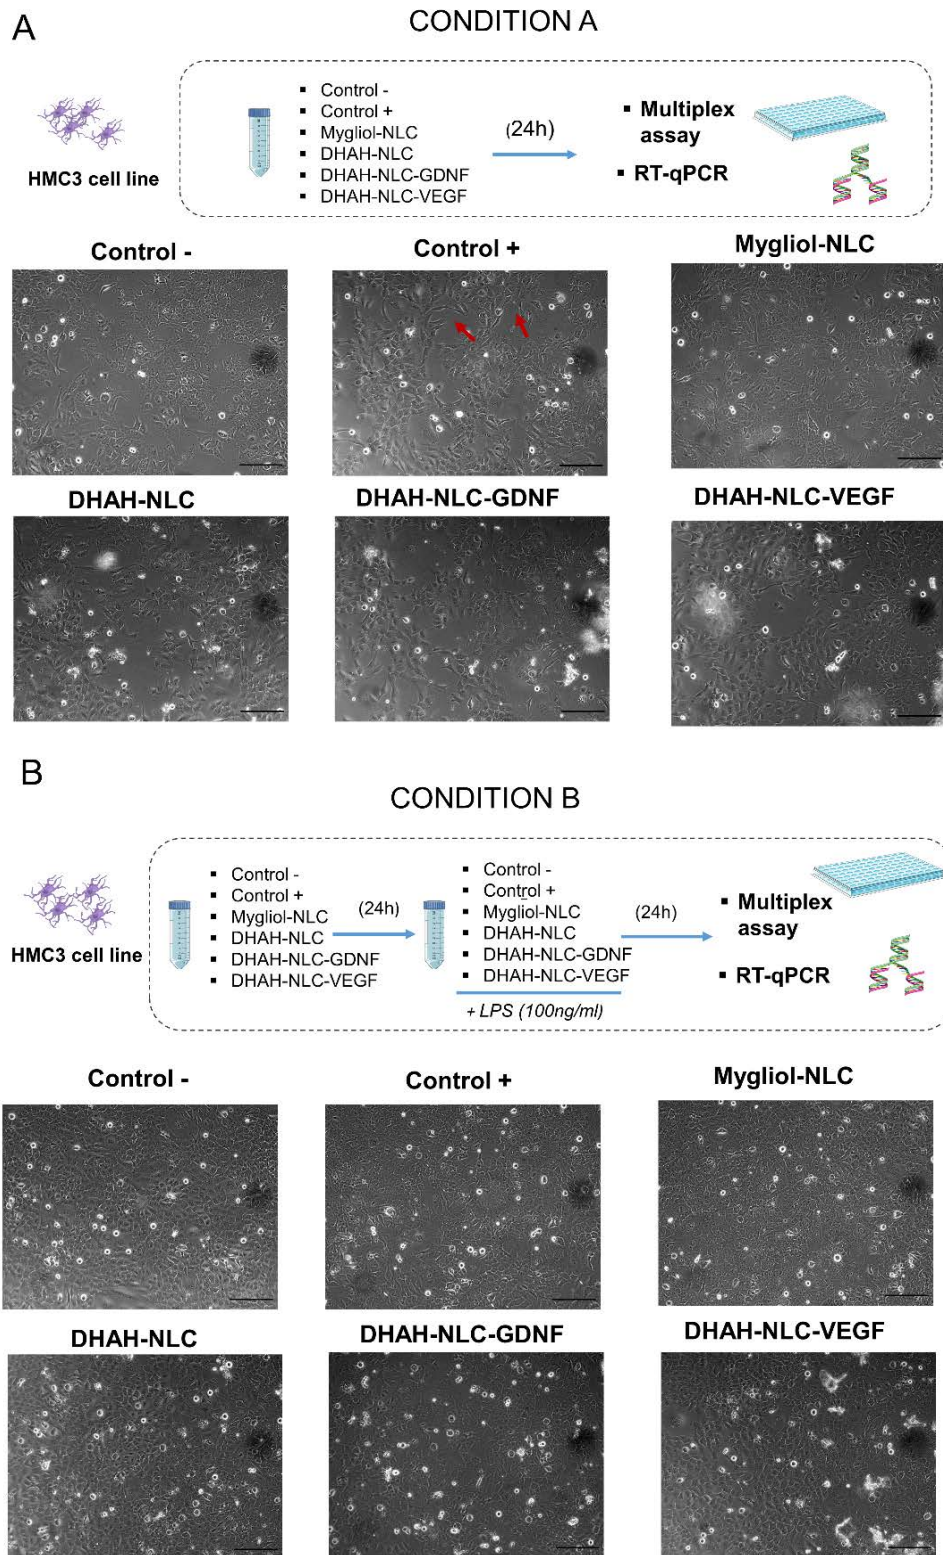 A
CONDITION A
HMC3 cell line
▪ Control -
▪ Control +
▪ Mygliol-NLC
▪ DHAH-NLC
▪ DHAH-NLC-GDNF
▪ DHAH-NLC-VEGF
(24h)
▪ Multiplex
assay
▪ RT-qPCR
Control -
Control +
Mygliol-NLC
DHAH-NLC
DHAH-NLC-GDNF
DHAH-NLC-VEGF
B
CONDITION B
HMC3 cell line
▪ Control -
▪ Control +
▪ Mygliol-NLC
▪ DHAH-NLC
▪ DHAH-NLC-GDNF
▪ DHAH-NLC-VEGF
(24h)
▪ Control -
▪ Control +
▪ Mygliol-NLC
▪ DHAH-NLC
▪ DHAH-NLC-GDNF
▪ DHAH-NLC-VEGF
+ LPS (100ng/ml)
(24h)
▪ Multiplex
assay
▪ RT-qPCR
Control -
Control +
Mygliol-NLC
DHAH-NLC
DHAH-NLC-GDNF
DHAH-NLC-VEGF